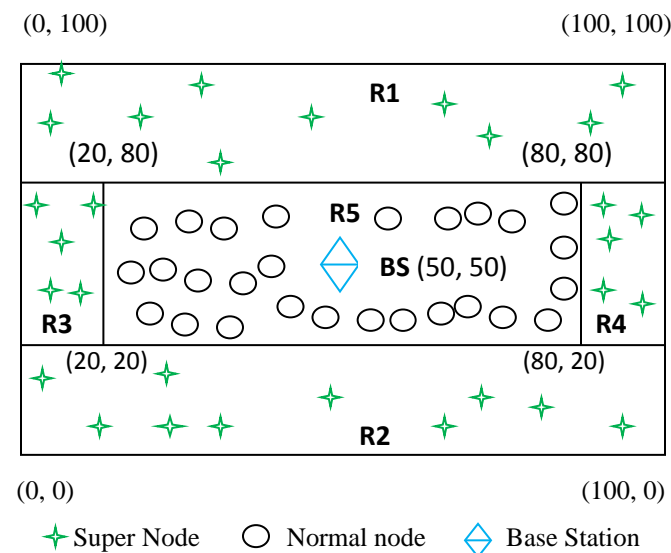 (0, 100) (100, 100)
R1
(20, 80) (80, 80)
R5
BS (50, 50)
R3 R4
(20, 20) (80, 20)
R2
(0, 0) (100, 0)
Super Node Normal node Base Station